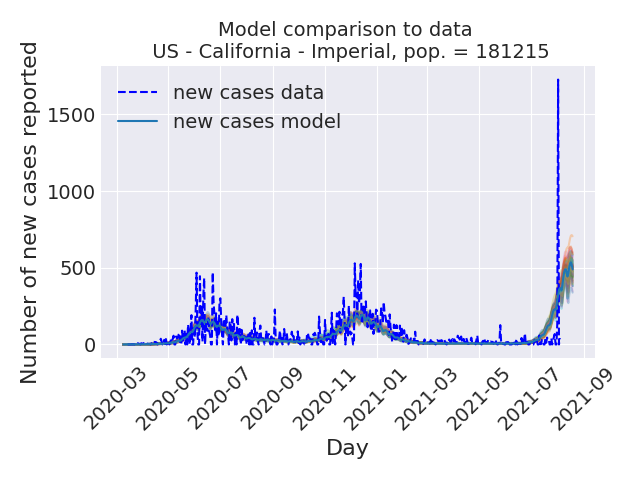 Model comparison to data
US - California - Imperial, pop. = 181215
Number of new cases reported
new cases data
new cases model
1500
1000
500
0
2020-03
2020-05
2020-07
2020-09
2020-11
2021-01
2021-03
2021-05
2021-07
2021-09
Day